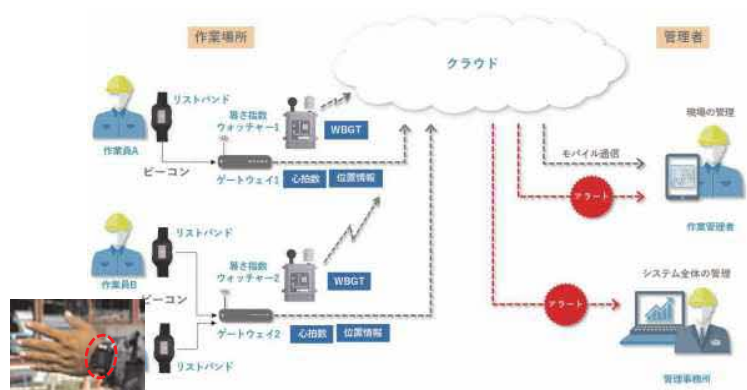 作業場所
管理者
クラウド
リストバンド
暑さ指数
ウォッチャー1
WBGT
作業員A
ビーコン
ゲートウェイ1
心拍数
位置情報
現場の管理
モバイル通信
アラート
作業管理者
リストバンド
暑さ指数
ウォッチャー2
WBGT
作業員B
ビーコン
ゲートウェイ2
心拍数
位置情報
リストバンド
システム全体の管理
アラート
管理事務所